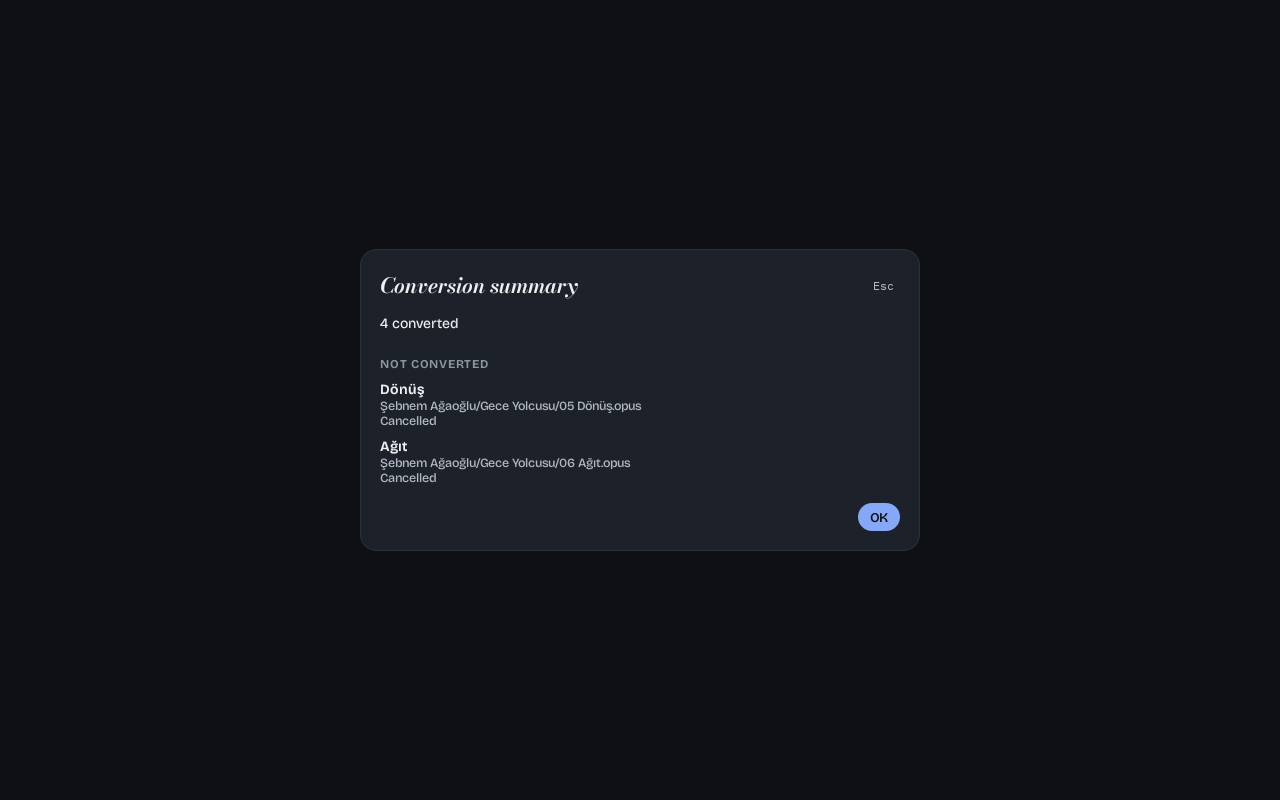 Conversion summary
Esc
4 converted
NOT CONVERTED
Dönüş
Şebnem Ağaoğlu/Gece Yolcusu/05 Dönüş.opus
Cancelled
Ağıt
Şebnem Ağaoğlu/Gece Yolcusu/06 Ağıt.opus
Cancelled
OK